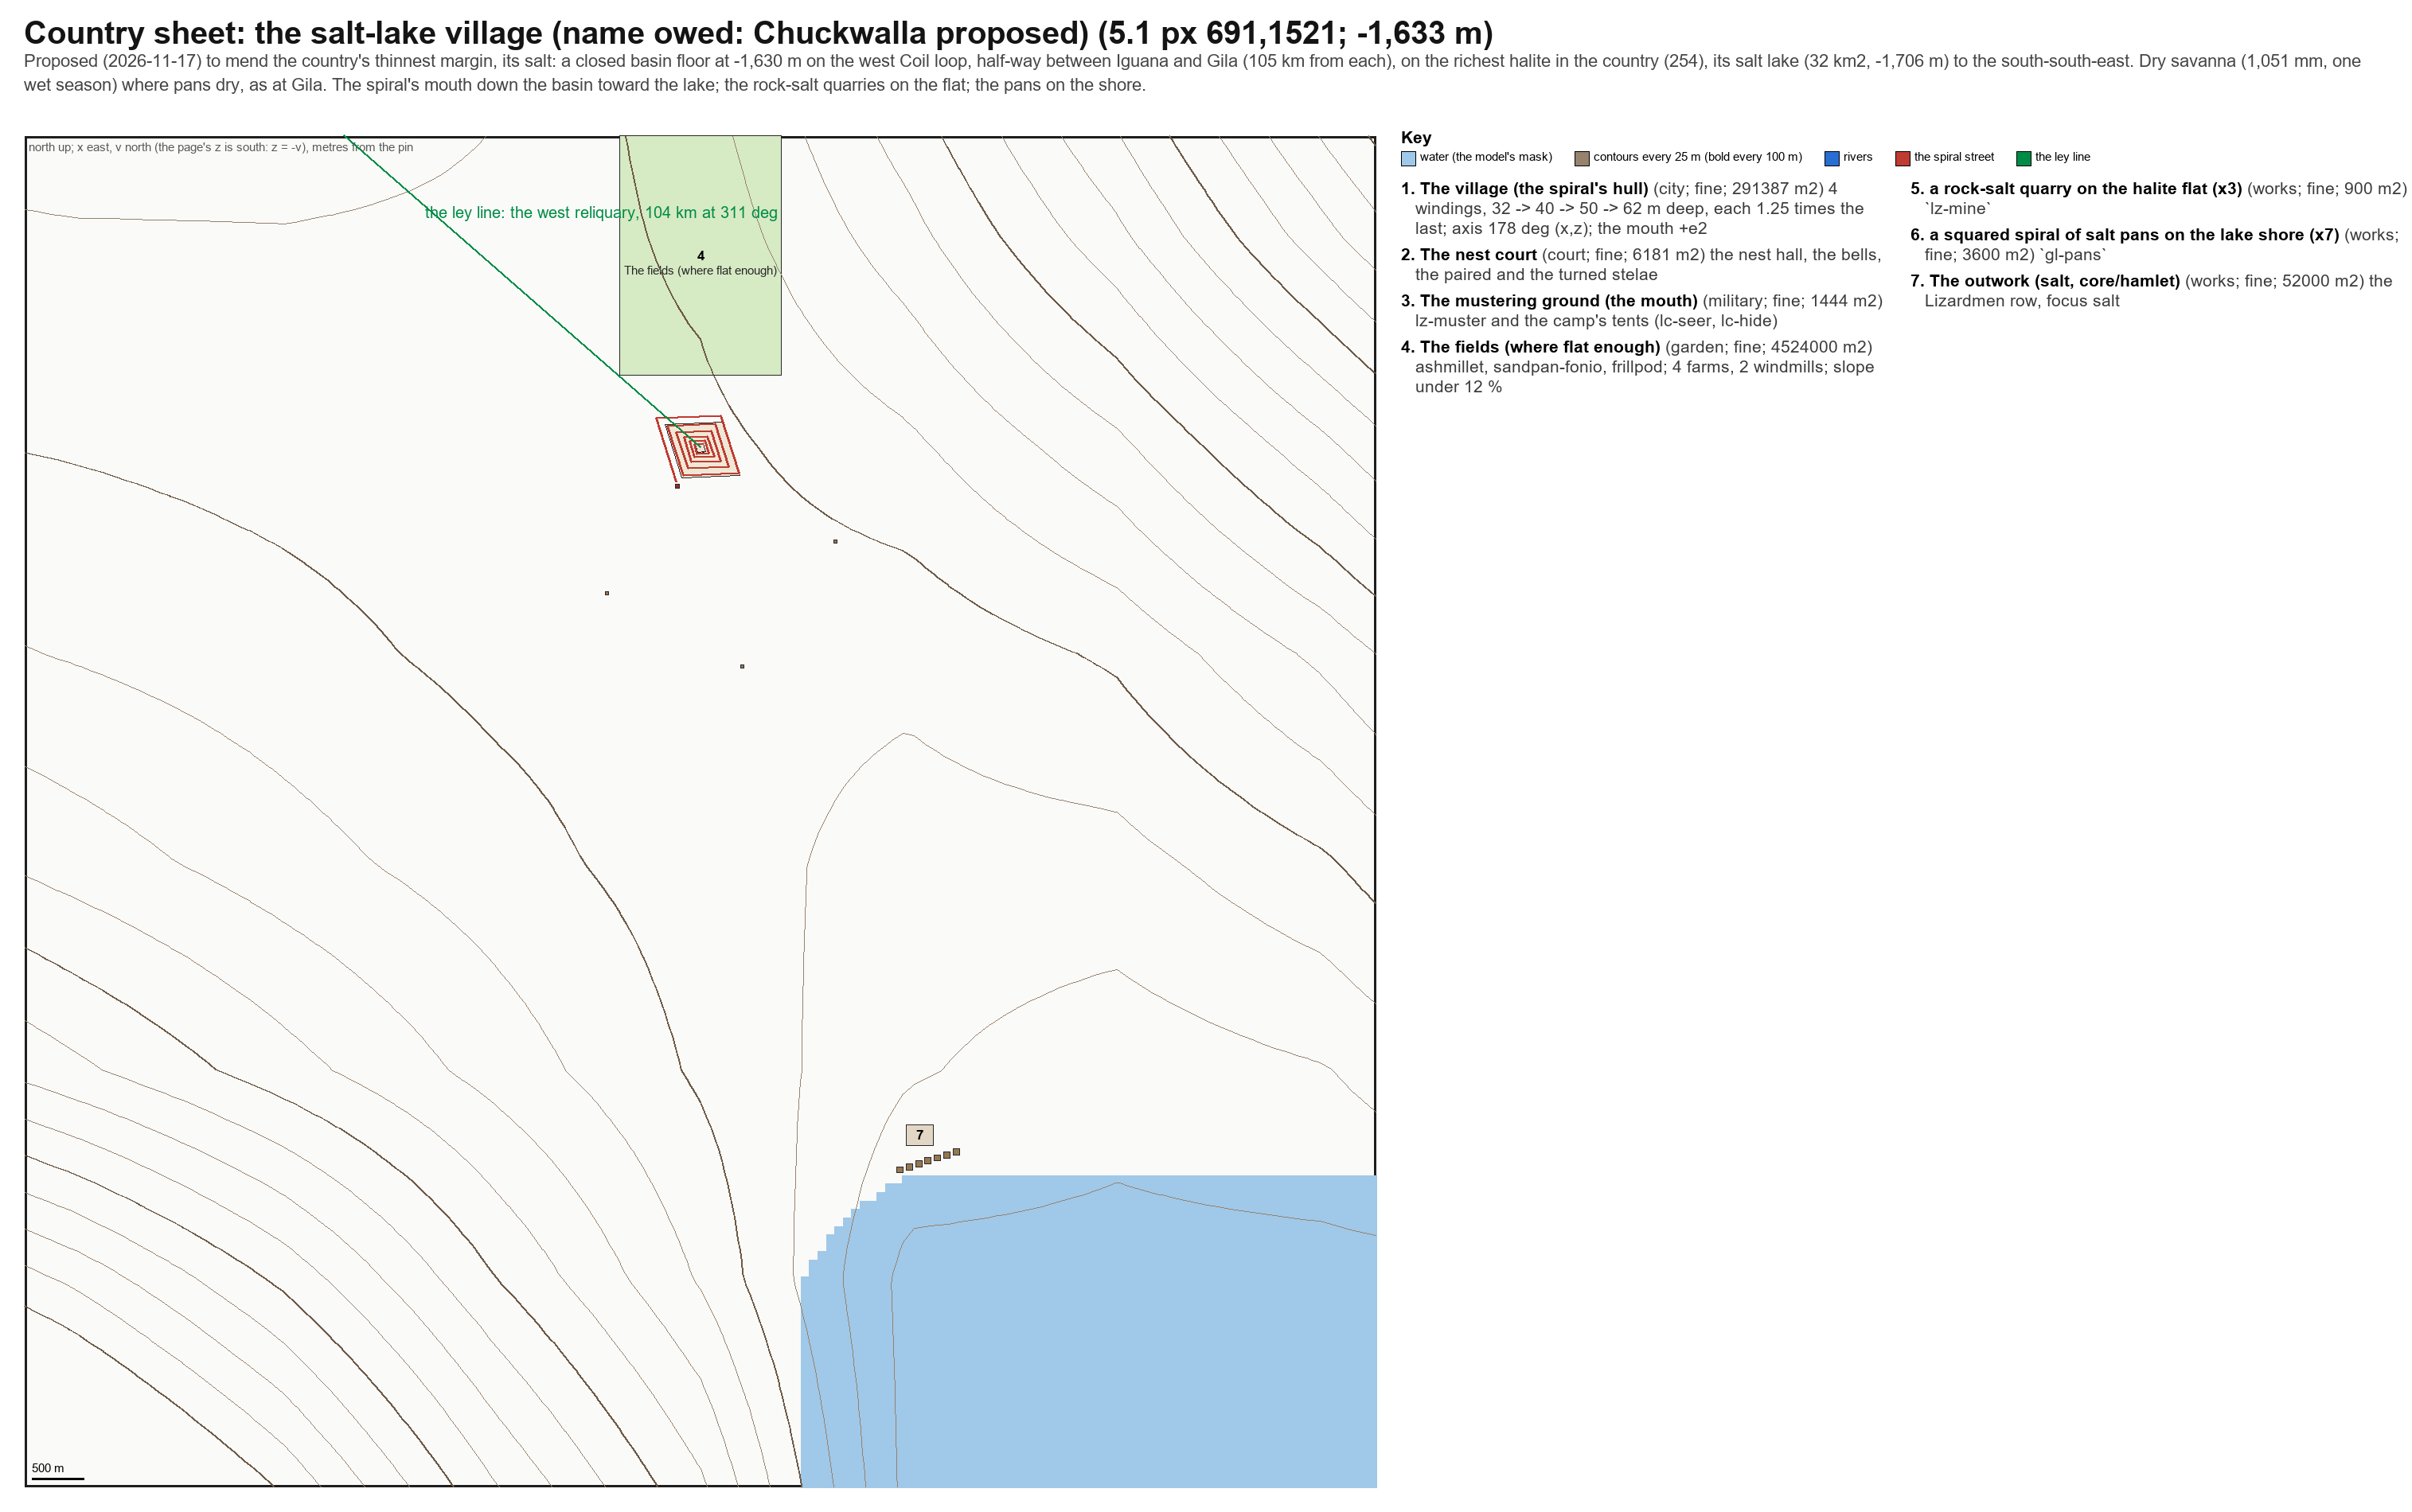 Country sheet: the salt-lake village (name owed: Chuckwalla proposed) (5.1 px 691,1521; -1,633 m)
Proposed (2026-11-17) to mend the country's thinnest margin, its salt: a closed basin floor at -1,630 m on the west Coil loop, half-way between Iguana and Gila (105 km from each), on the richest halite in the country (254), its salt lake (32 km2, -1,706 m) to the south-south-east. Dry savanna (1,051 mm, one
wet season) where pans dry, as at Gila. The spiral's mouth down the basin toward the lake; the rock-salt quarries on the flat; the pans on the shore.
north up; x east, v north (the page's z is south: z = -v), metres from the pin
the ley line: the west reliquary, 104 km at 311 deg
4
The fields (where flat enough)
7
500 m
Key
water (the model's mask)
contours every 25 m (bold every 100 m)
rivers
the spiral street
the ley line
1. The village (the spiral's hull) (city; fine; 291387 m2) 4
windings, 32 -> 40 -> 50 -> 62 m deep, each 1.25 times the
last; axis 178 deg (x,z); the mouth +e2
2. The nest court (court; fine; 6181 m2) the nest hall, the bells,
the paired and the turned stelae
3. The mustering ground (the mouth) (military; fine; 1444 m2)
lz-muster and the camp's tents (lc-seer, lc-hide)
4. The fields (where flat enough) (garden; fine; 4524000 m2)
ashmillet, sandpan-fonio, frillpod; 4 farms, 2 windmills; slope
under 12 %
5. a rock-salt quarry on the halite flat (x3) (works; fine; 900 m2)
`lz-mine`
6. a squared spiral of salt pans on the lake shore (x7) (works;
fine; 3600 m2) `gl-pans`
7. The outwork (salt, core/hamlet) (works; fine; 52000 m2) the
Lizardmen row, focus salt